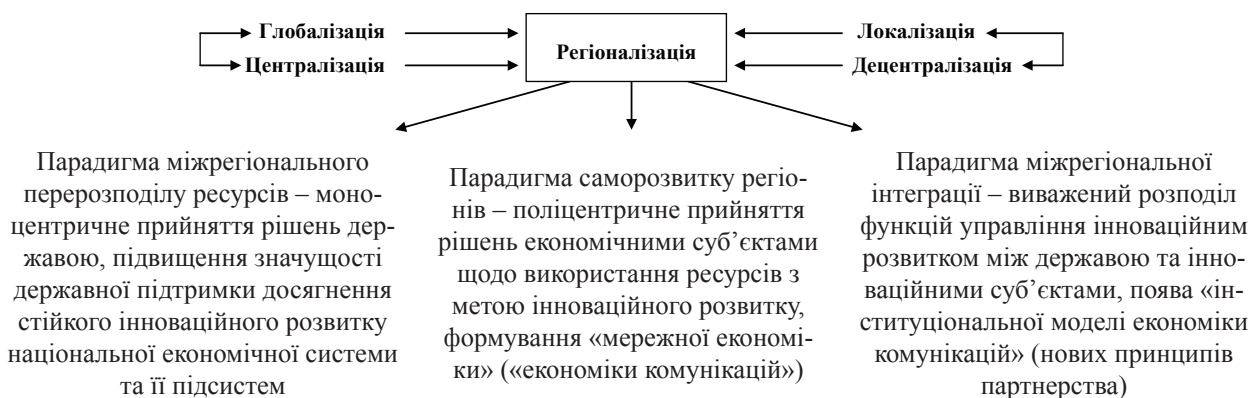 Глобалізація
Централізація
Регіоналізація
Локалізація
Децентралізація
Парадигма міжрегіонального
перерозподілу ресурсів – моно-
центричне прийняття рішень дер-
жавою, підвищення значущості
державної підтримки досягнення
стійкого інноваційного розвитку
національної економічної системи
та її підсистем
Парадигма саморозвитку регіо-
нів – поліцентричне прийняття
рішень економічними суб’єктами
щодо використання ресурсів з
метою інноваційного розвитку,
формування «мережної економі-
ки» («економіки комунікацій»)
Парадигма міжрегіональної
інтеграції – виважений розподіл
функцій управління інноваційним
розвитком між державою та інно-
ваційними суб’єктами, поява «ін-
ституціональної моделі економіки
комунікацій» (нових принципів
партнерства)